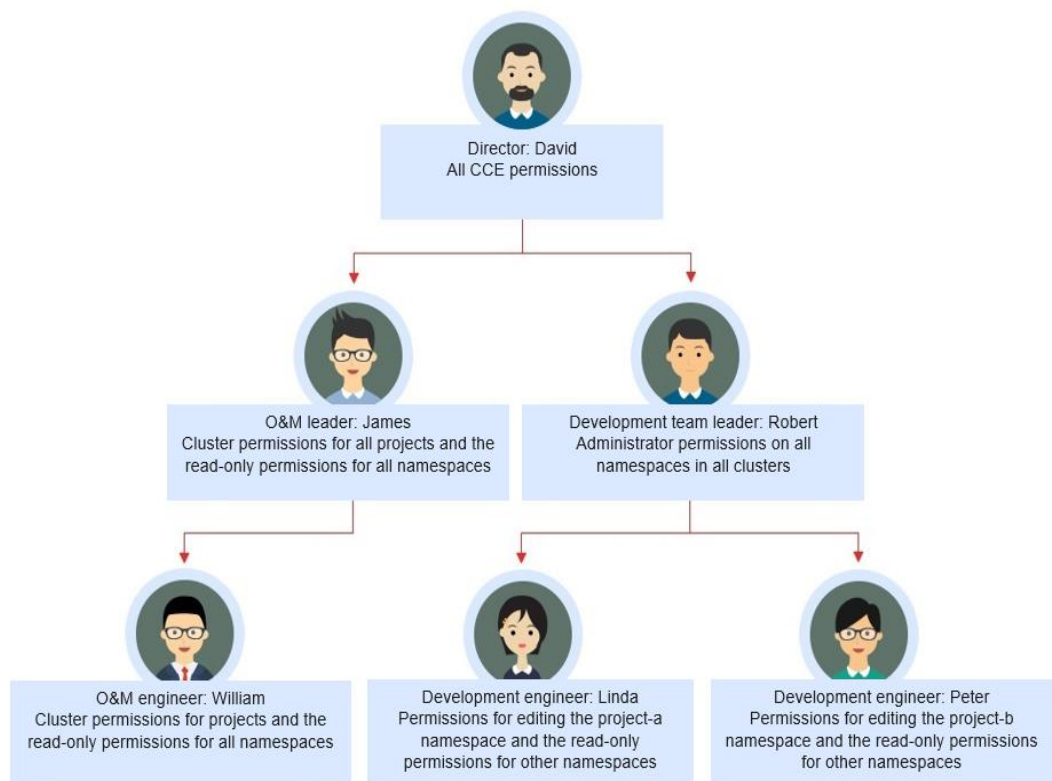 Director: David
All CCE permissions
O&M leader: James
Cluster permissions for all projects and the
read-only permissions for all namespaces
Development team leader: Robert
Administrator permissions on all
namespaces in all clusters
O&M engineer: William
Cluster permissions for projects and the
read-only permissions for all namespaces
Development engineer: Linda
Permissions for editing the project-a
namespace and the read-only
permissions for other namespaces
Development engineer: Peter
Permissions for editing the project-b
namespace and the read-only permissions
for other namespaces